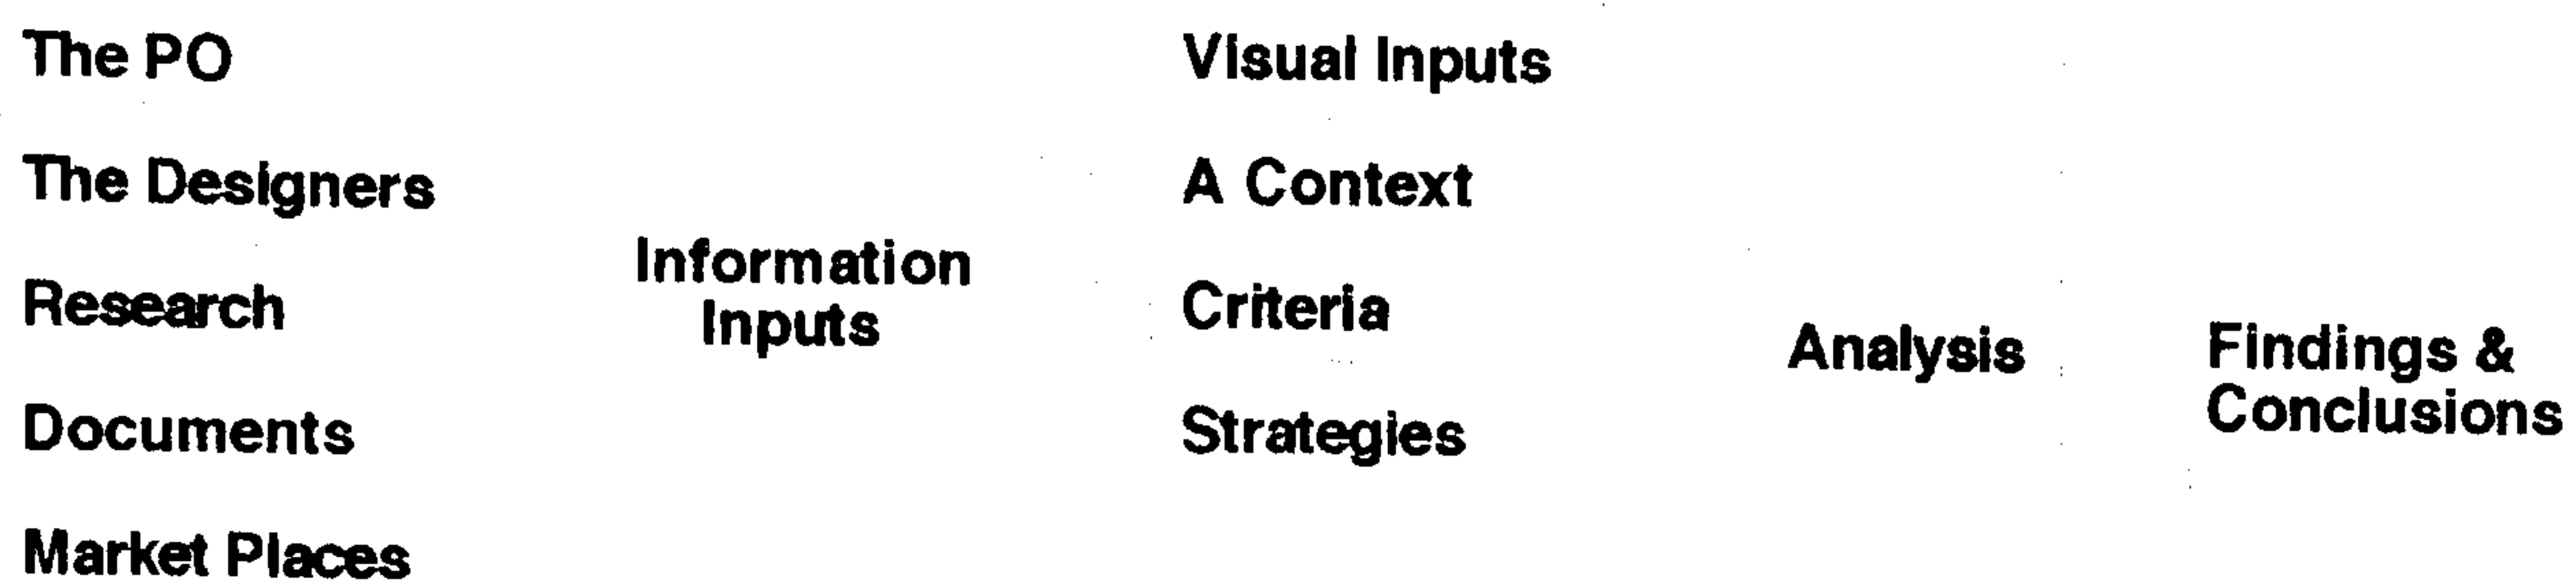 The PO
The Designers
Research
Documents
Market Places
Information
Inputs
Visual Inputs
A Context
Criteria
Strategies
Analysis
Findings &
Conclusions